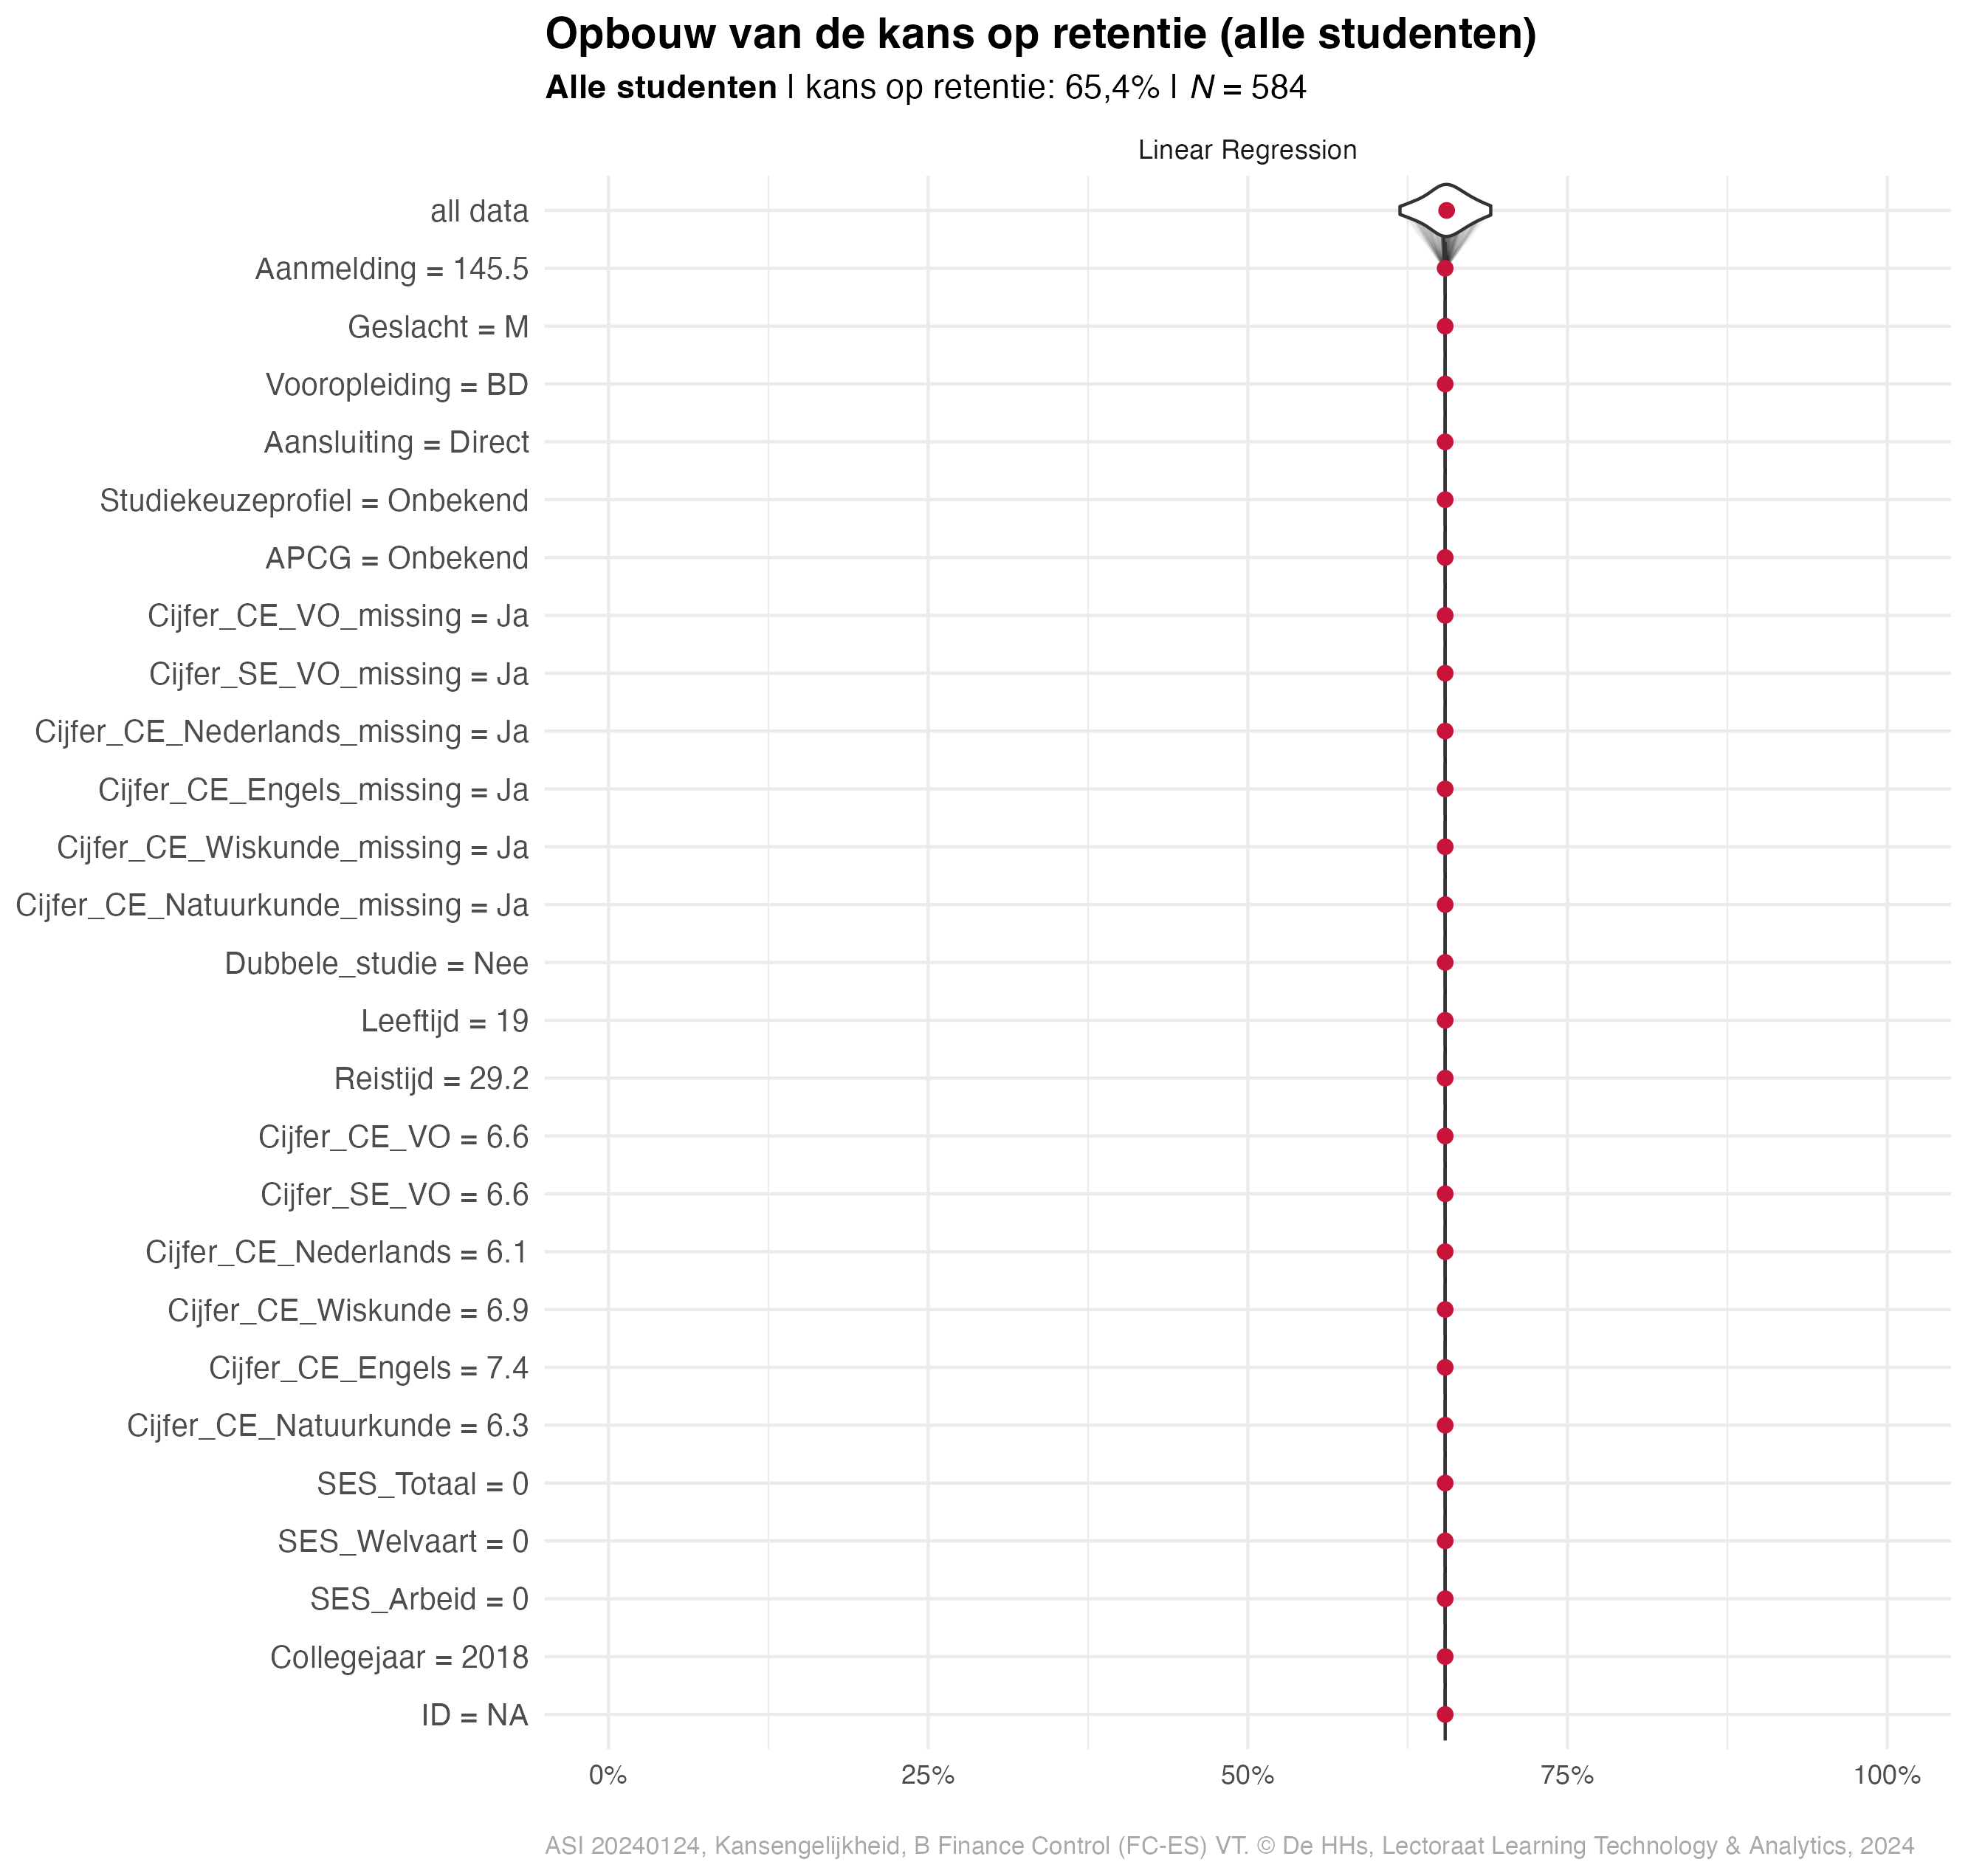 Opbouw van de kans op retentie (alle studenten)
Alle studenten | kans op retentie: 65,4% | N = 584
Linear Regression
all data
Aanmelding = 145.5
Geslacht = M
Vooropleiding = BD
Aansluiting = Direct
Studiekeuzeprofiel = Onbekend
APCG = Onbekend
Cijfer_CE_VO_missing = Ja
Cijfer_SE_VO_missing = Ja
Cijfer_CE_Nederlands_missing = Ja
Cijfer_CE_Engels_missing = Ja
Cijfer_CE_Wiskunde_missing = Ja
Cijfer_CE_Natuurkunde_missing = Ja
Dubbele_studie = Nee
Leeftijd = 19
Reistijd = 29.2
Cijfer_CE_VO = 6.6
Cijfer_SE_VO = 6.6
Cijfer_CE_Nederlands = 6.1
Cijfer_CE_Wiskunde = 6.9
Cijfer_CE_Engels = 7.4
Cijfer_CE_Natuurkunde = 6.3
SES_Totaal = 0
SES_Welvaart = 0
SES_Arbeid = 0
Collegejaar = 2018
ID = NA
0% 25% 50% 75% 100%
ASI 20240124, Kansengelijkheid, B Finance Control (FC-ES) VT. © De HHs, Lectoraat Learning Technology & Analytics, 2024